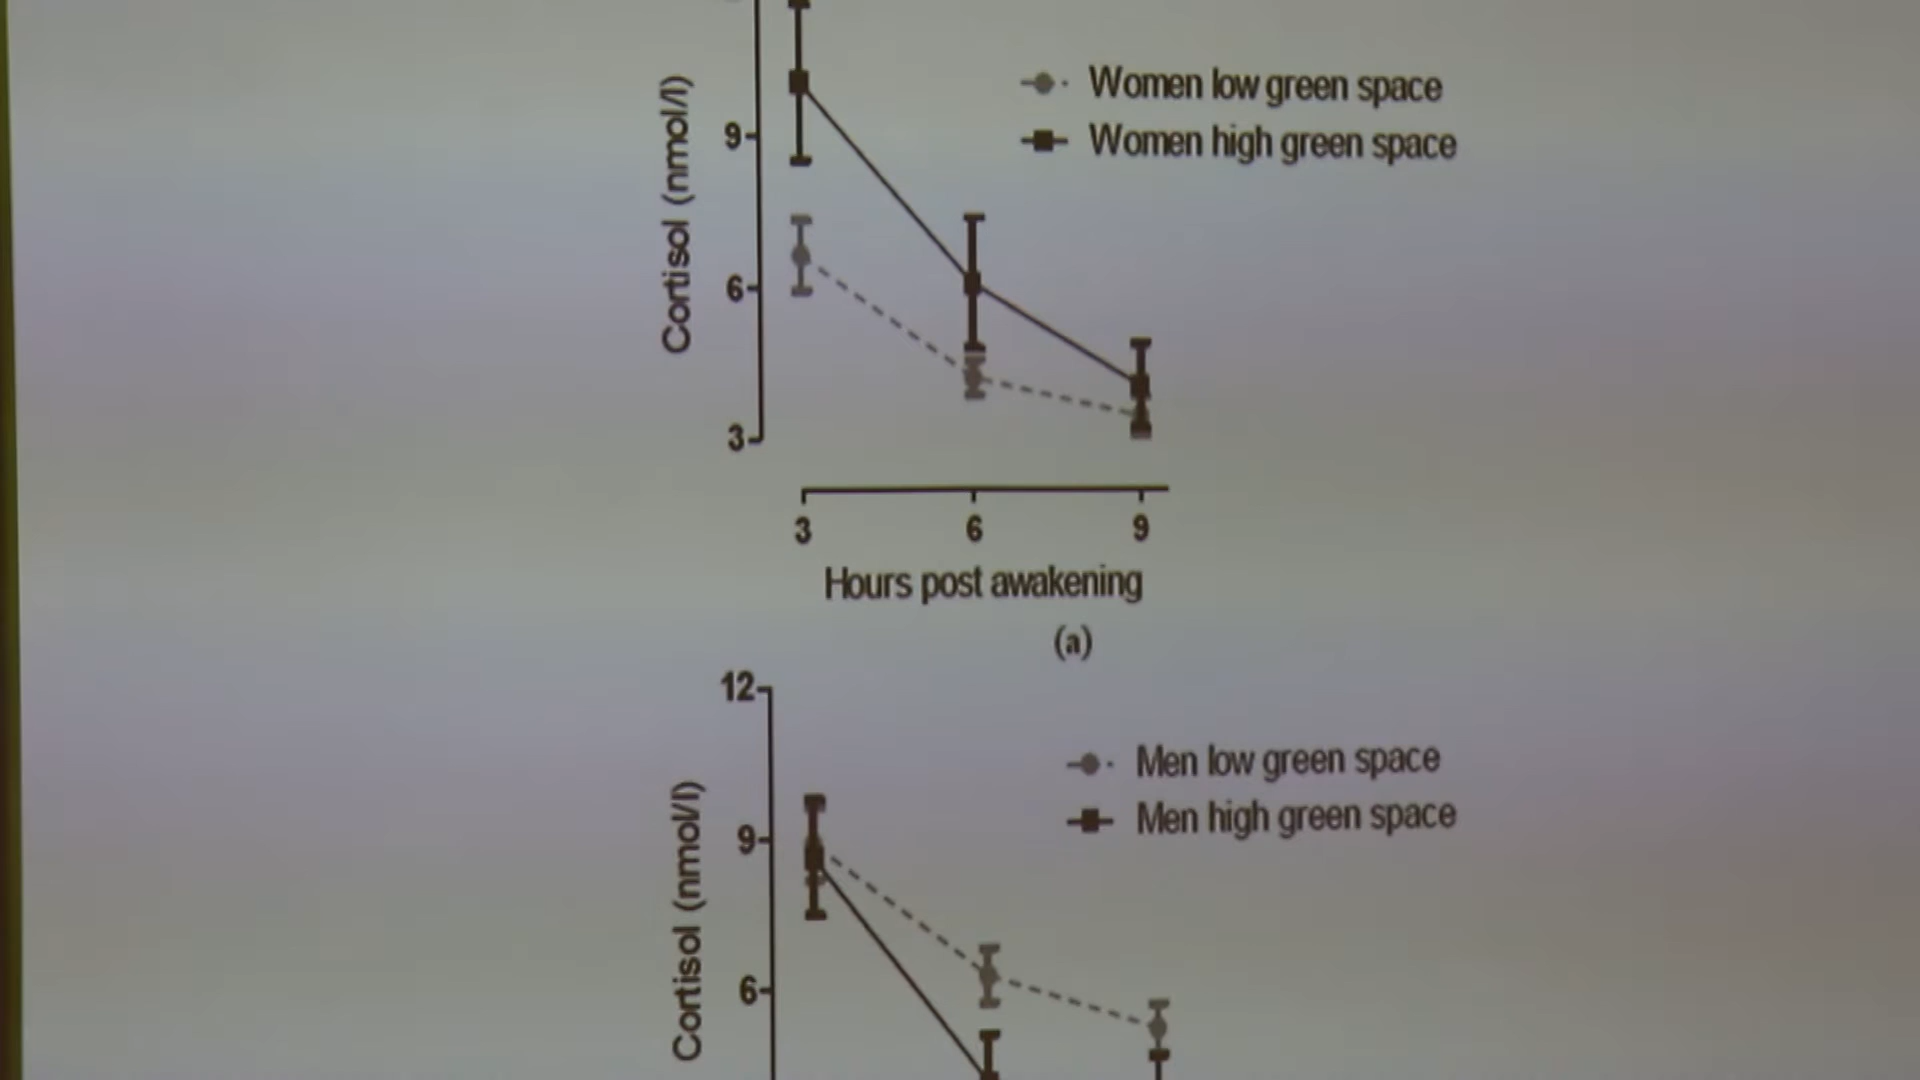 Women low green space
Women high green space
Cortisol (nmol/l)
9
6
3
3 6 9
Hours post awakening
(a)
12
Men low green space
Men high green space
Cortisol (nmol/l)
9
6